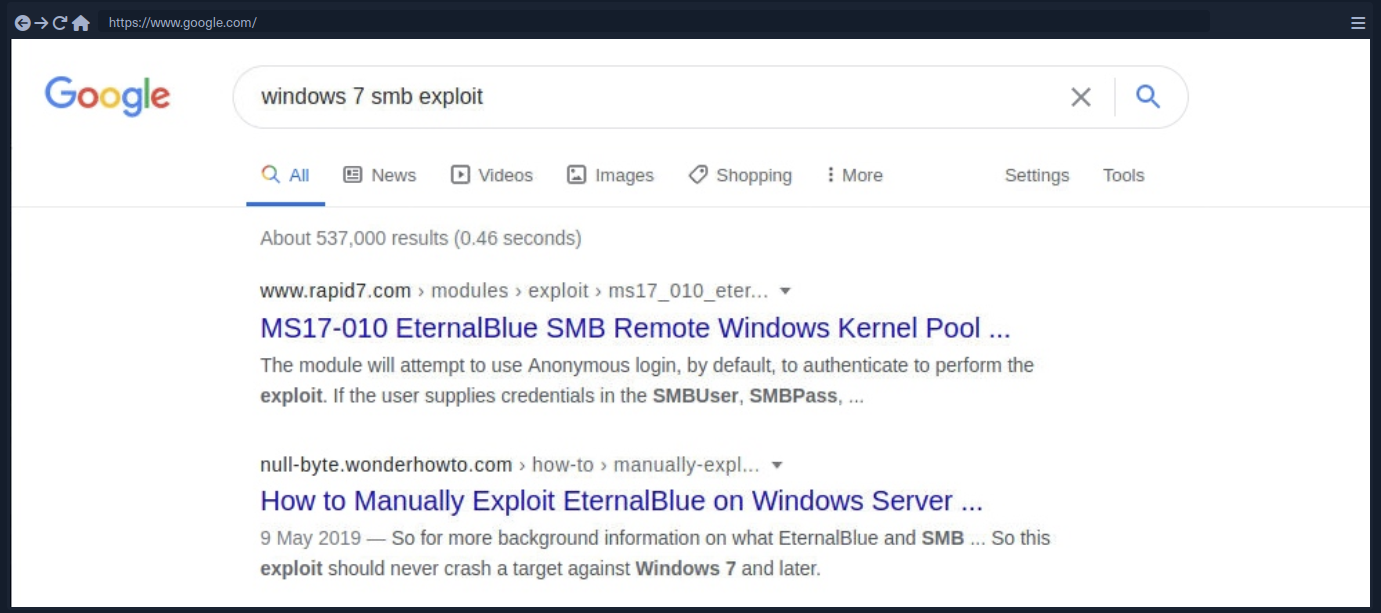 https://www.google.com/
Google
windows 7 smb exploit
All News Videos Images Shopping More Settings Tools
About 537,000 results (0.46 seconds)
www.rapid7.com › modules › exploit › ms17_010_eter...
MS17-010 EternalBlue SMB Remote Windows Kernel Pool ...
The module will attempt to use Anonymous login, by default, to authenticate to perform the
exploit. If the user supplies credentials in the SMBUser, SMBPass, ...
null-byte.wonderhowto.com › how-to › manually-expl...
How to Manually Exploit EternalBlue on Windows Server ...
9 May 2019 — So for more background information on what EternalBlue and SMB ... So this
exploit should never crash a target against Windows 7 and later.